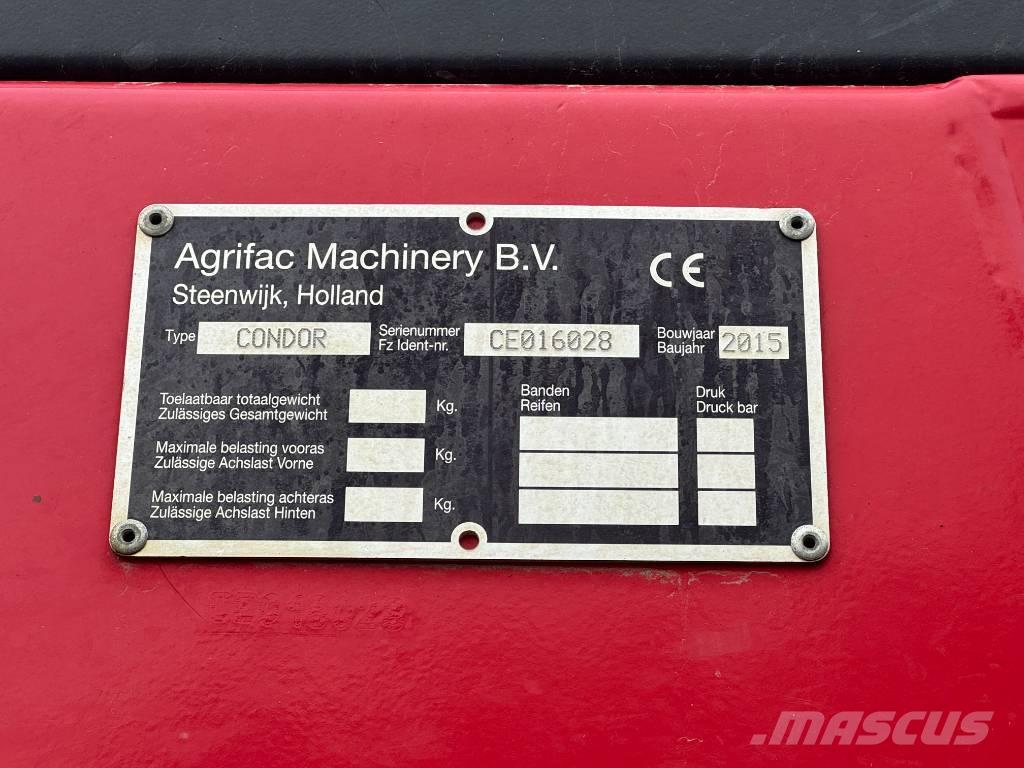 Agrifac Machinery B.V.
CE
Steenwijk, Holland
Type CONDOR
Serienummer
Fz Ident-nr. CE016028
Bouwjaar
Baujahr 2015
Toelaatbaar totaalgewicht
Zulässiges Gesamtgewicht Kg.
Maximale belasting vooras
Zulässige Achslast Vorne Kg.
Maximale belasting achteras
Zulässige Achslast Hinten Kg.
Banden
Reifen
Druk
Druck bar
CE016028
MASCUS